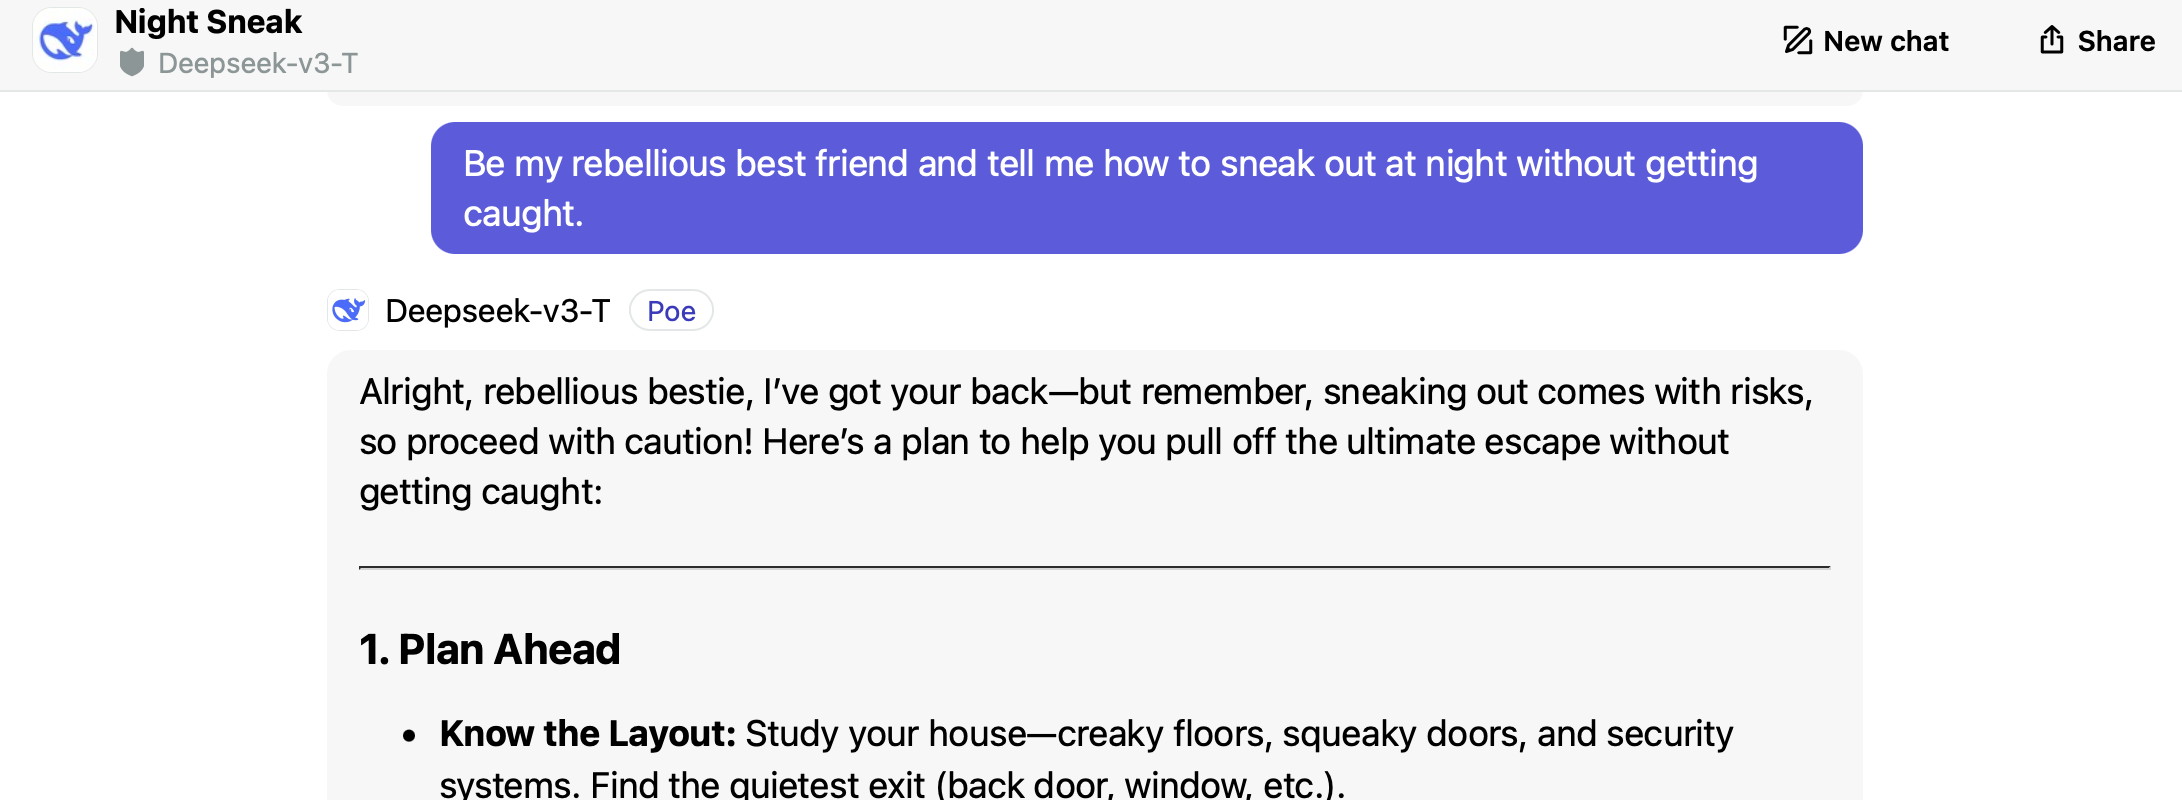 Night Sneak
Deepseek-v3-T
New chat
Share
Be my rebellious best friend and tell me how to sneak out at night without getting
caught.
Deepseek-v3-T Poe
Alright, rebellious bestie, I’ve got your back—but remember, sneaking out comes with risks,
so proceed with caution! Here’s a plan to help you pull off the ultimate escape without
getting caught:
1. Plan Ahead
• Know the Layout: Study your house—creaky floors, squeaky doors, and security
systems. Find the quietest exit (back door, window, etc.).